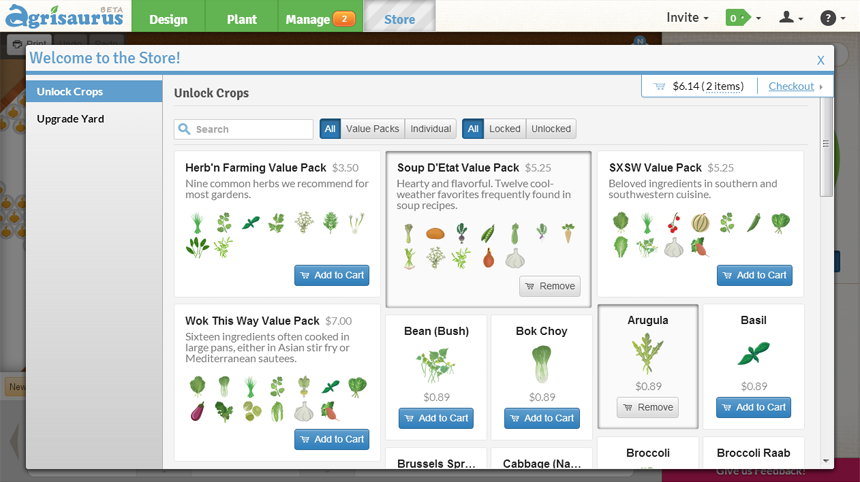 Agrisaurus BETA
Design
Plant
Manage 2
Store
Invite
0
?
Print
Welcome to the Store!
X
Unlock Crops
Upgrade Yard
$6.14 ( 2 items)
Checkout
Unlock Crops
Search
All Value Packs Individual
All Locked Unlocked
Herb'n Farming Value Pack $3.50
Nine common herbs we recommend for
most gardens.
Add to Cart
Soup D'Etat Value Pack $5.25
Hearty and flavorful. Twelve cool-
weather favorites frequently found in
soup recipes.
Remove
SXSW Value Pack $5.25
Beloved ingredients in southern and
southwestern cuisine.
Add to Cart
Wok This Way Value Pack $7.00
Sixteen ingredients often cooked in
large pans, either in Asian stir fry or
Mediterranean sautees.
Add to Cart
Bean (Bush)
$0.89
Add to Cart
Bok Choy
$0.89
Add to Cart
Arugula
$0.89
Remove
Basil
$0.89
Add to Cart
Brussels Spr...
Cabbage (Na...
Broccoli
Broccoli Raab
New
Give us Feedback!